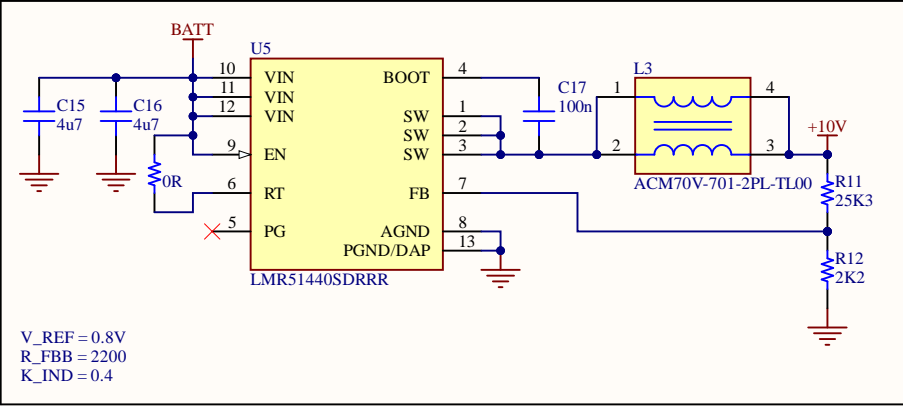 BATT
U5
10 VIN BOOT 4
11 VIN
12 VIN SW 1
SW 2
9 EN SW 3
6 RT FB 7
5 PG AGND 8
PGND/DAP 13
LMR51440SDRRR
C15
4u7
C16
4u7
0R
C17
100n
L3
1 4
2 3
ACM70V-701-2PL-TL00
+10V
R11
25K3
R12
2K2
V_REF = 0.8V
R_FBB = 2200
K_IND = 0.4